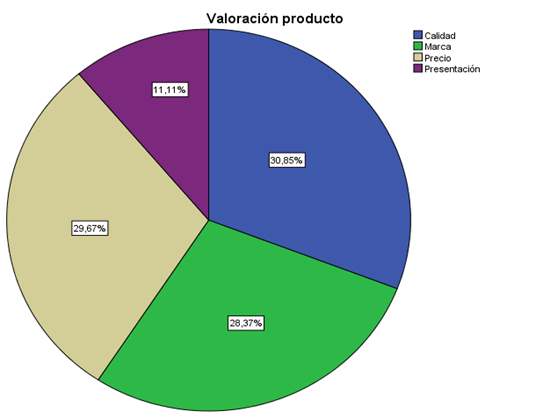 Valoración producto
Calidad
Marca
Precio
Presentación
11,11%
30,85%
29,67%
28,37%